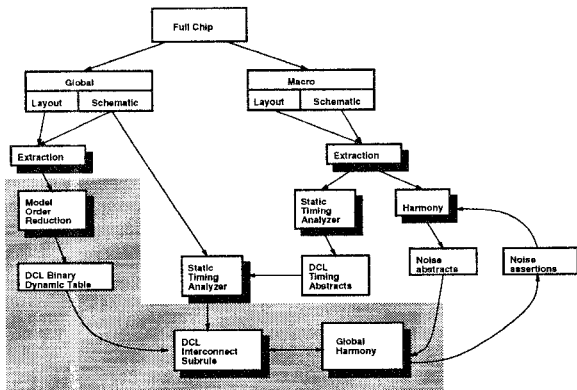 Full Chip
Global
Layout
Schematic
Macro
Layout
Schematic
Extraction
Extraction
Model
Order
Reduction
Static
Timing
Analyzer
Harmony
DCL Binary
Dynamic Table
Static
Timing
Analyzer
DCL
Timing
Abstracts
Noise
abstracts
Noise
assertions
DCL
Interconnect
Subrule
Global
Harmony